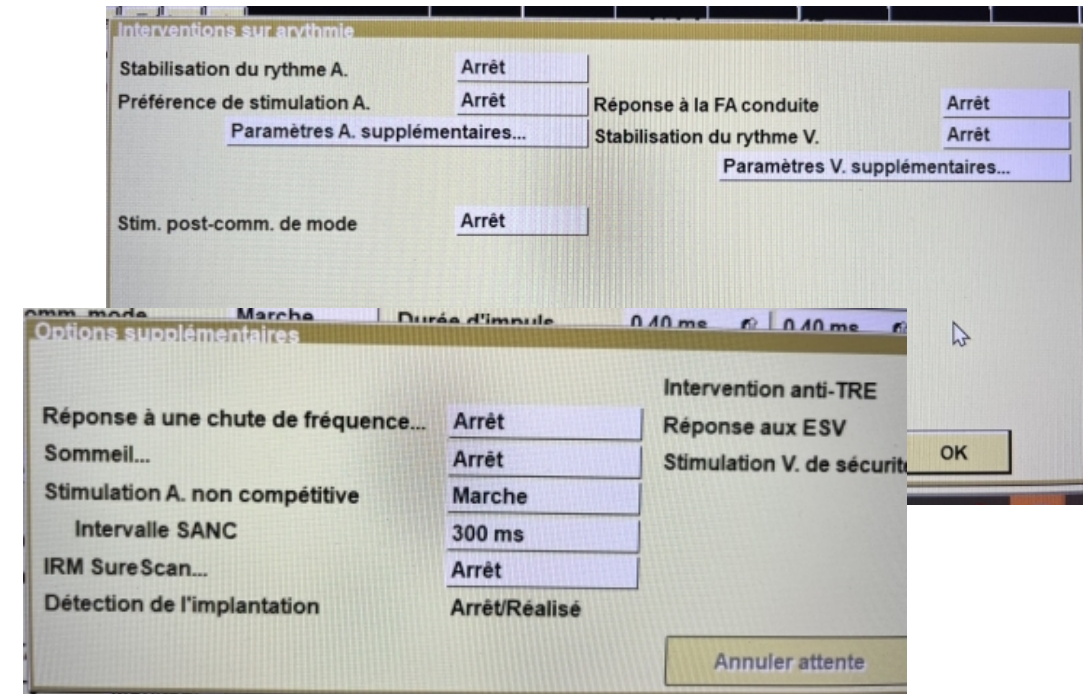 Interventions sur arythmie
Stabilisation du rythme A. Arrêt
Préférence de stimulation A. Arrêt Réponse à la FA conduite Arrêt
Paramètres A. supplémentaires... Stabilisation du rythme V. Arrêt
Paramètres V. supplémentaires...
Stim. post-comm. de mode Arrêt
comm. mode Marche Durée d'impuls 0.40 ms 0.40 ms
Options supplémentaires
Intervention anti-TRE
Réponse à une chute de fréquence... Arrêt Réponse aux ESV
Sommeil... Arrêt Stimulation V. de sécurité
OK
Stimulation A. non compétitive Marche
Intervalle SANC 300 ms
IRM SureScan... Arrêt
Détection de l'implantation Arrêt/Réalisé
Annuler attente